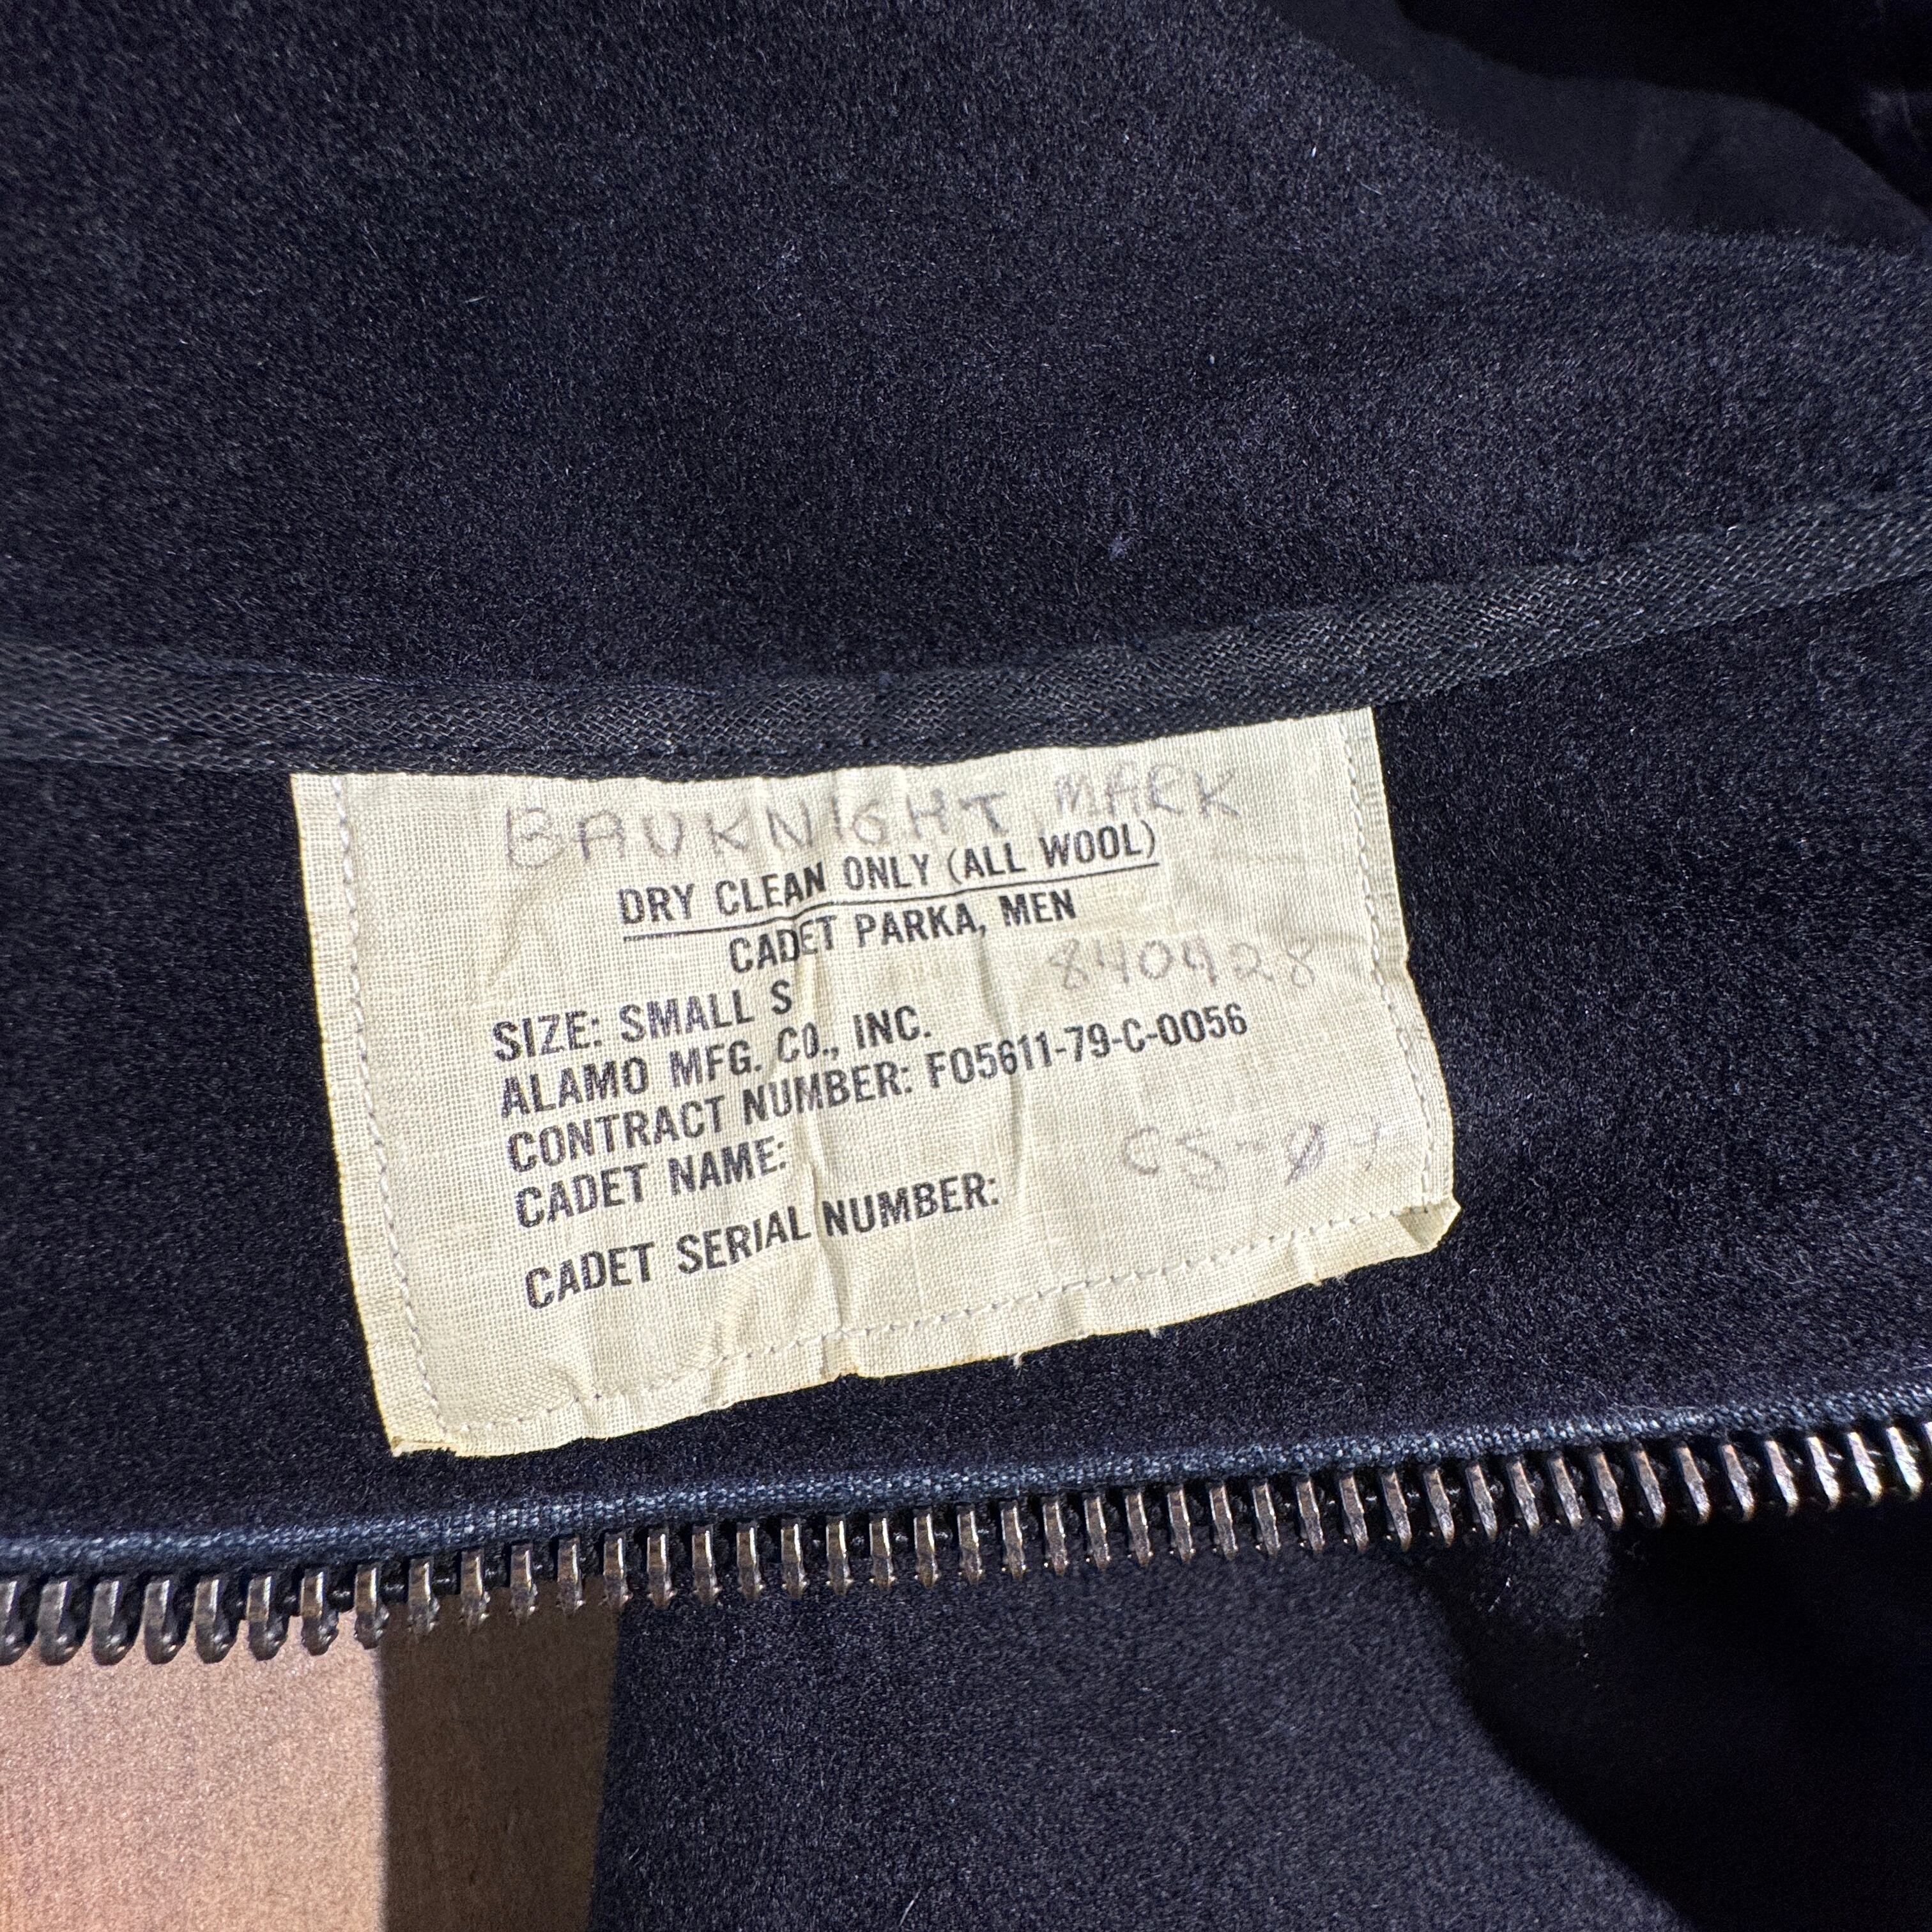 BAUKNIGHT MARK
DRY CLEAN ONLY (ALL WOOL)
CADET PARKA, MEN
840428
SIZE: SMALL S
ALAMO MFG. CO., INC.
CONTRACT NUMBER: F05611-79-C-0056
CADET NAME:
CADET SERIAL NUMBER: